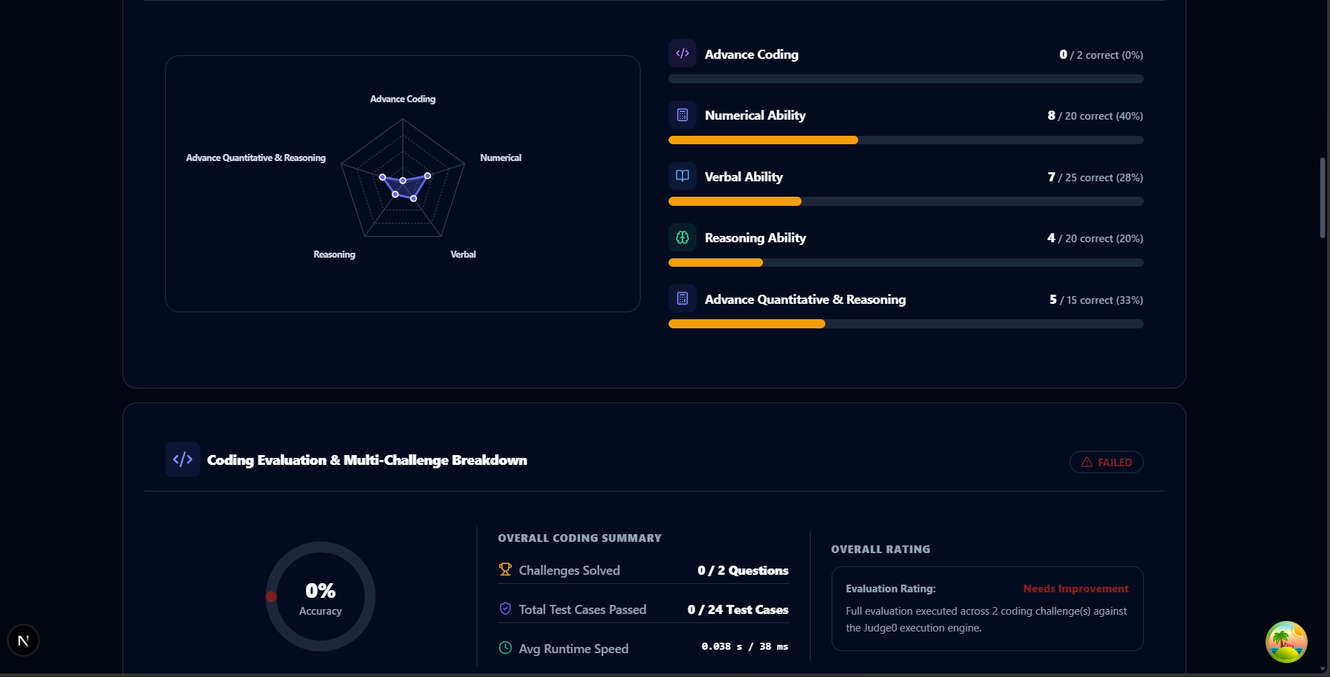 Advance Coding
Numerical
Verbal
Reasoning
Advance Quantitative & Reasoning
Advance Coding
0 / 2 correct (0%)
Numerical Ability
8 / 20 correct (40%)
Verbal Ability
7 / 25 correct (28%)
Reasoning Ability
4 / 20 correct (20%)
Advance Quantitative & Reasoning
5 / 15 correct (33%)
Coding Evaluation & Multi-Challenge Breakdown
FAILED
0%
Accuracy
OVERALL CODING SUMMARY
Challenges Solved
0 / 2 Questions
Total Test Cases Passed
0 / 24 Test Cases
Avg Runtime Speed
0.038 s / 38 ms
OVERALL RATING
Evaluation Rating:
Needs Improvement
Full evaluation executed across 2 coding challenge(s) against
the Judge0 execution engine.
N